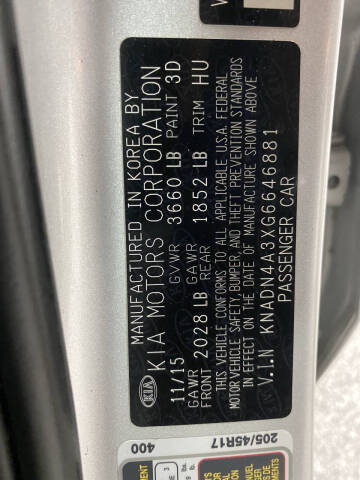 MANUFACTURED IN KOREA BY
KIA KIA MOTORS CORPORATION
11/15 GVWR 3660 LB PAINT 3D
GAWR GAWR
FRONT 2028 LB REAR 1852 LB TRIM HU
THIS VEHICLE CONFORMS TO ALL APPLICABLE U.S.A. FEDERAL
MOTOR VEHICLE SAFETY, BUMPER, AND THEFT PREVENTION STANDARDS
IN EFFECT ON THE DATE OF MANUFACTURE SHOWN ABOVE
V.I.N KNADN4A3XG6646881
PASSENGER CAR
205/45R17
400